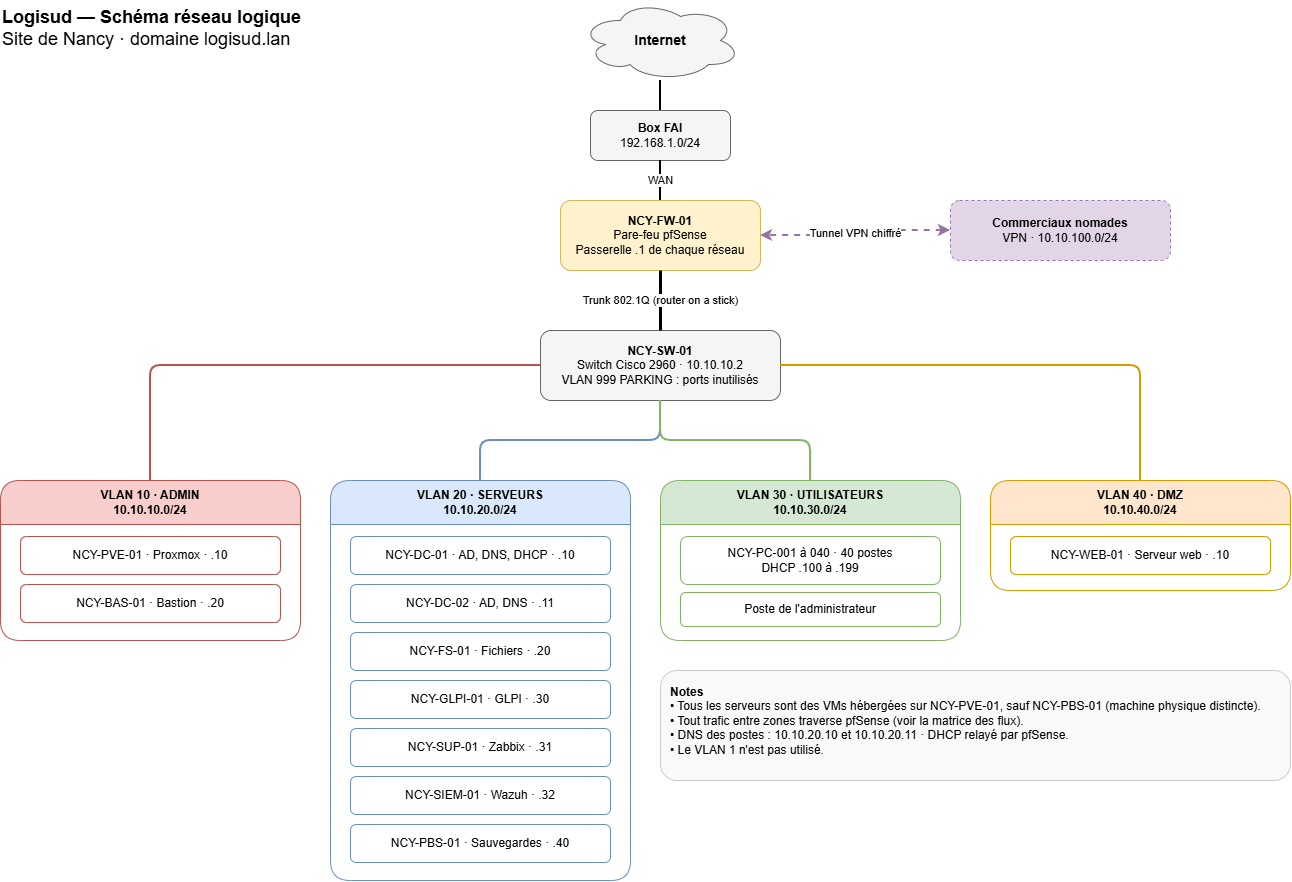 Logisud — Schéma réseau logique
Site de Nancy · domaine logisud.lan
Internet
Box FAI
192.168.1.0/24
WAN
NCY-FW-01
Pare-feu pfSense
Passerelle .1 de chaque réseau
Tunnel VPN chiffré
Commerciaux nomades
VPN · 10.10.100.0/24
Trunk 802.1Q (router on a stick)
NCY-SW-01
Switch Cisco 2960 · 10.10.10.2
VLAN 999 PARKING : ports inutilisés
VLAN 10 · ADMIN
10.10.10.0/24
NCY-PVE-01 · Proxmox · .10
NCY-BAS-01 · Bastion · .20
VLAN 20 · SERVEURS
10.10.20.0/24
NCY-DC-01 · AD, DNS, DHCP · .10
NCY-DC-02 · AD, DNS · .11
NCY-FS-01 · Fichiers · .20
NCY-GLPI-01 · GLPI · .30
NCY-SUP-01 · Zabbix · .31
NCY-SIEM-01 · Wazuh · .32
NCY-PBS-01 · Sauvegardes · .40
VLAN 30 · UTILISATEURS
10.10.30.0/24
NCY-PC-001 à 040 · 40 postes
DHCP .100 à .199
Poste de l'administrateur
VLAN 40 · DMZ
10.10.40.0/24
NCY-WEB-01 · Serveur web · .10
Notes
• Tous les serveurs sont des VMs hébergées sur NCY-PVE-01, sauf NCY-PBS-01 (machine physique distincte).
• Tout trafic entre zones traverse pfSense (voir la matrice des flux).
• DNS des postes : 10.10.20.10 et 10.10.20.11 · DHCP relayé par pfSense.
• Le VLAN 1 n'est pas utilisé.